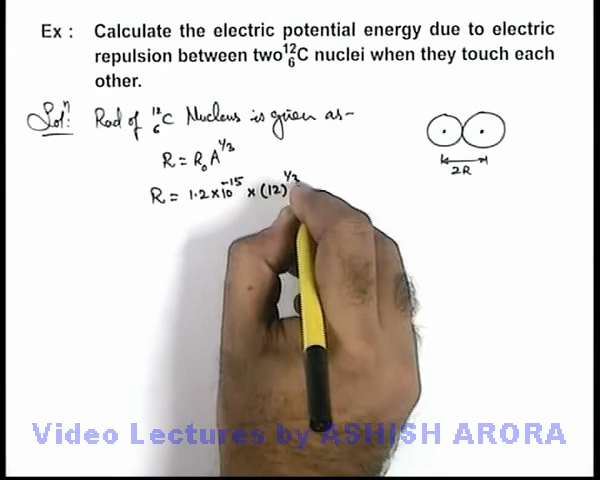 Ex : Calculate the electric potential energy due to electric
repulsion between two ¹²₆C nuclei when they touch each
other.
Solⁿ: Rad of ¹²₆C Nucleus is given as-
R = R₀A^1/3
R = 1.2×10^-15 × (12)^1/3
2R
Video Lectures by ASHISH ARORA